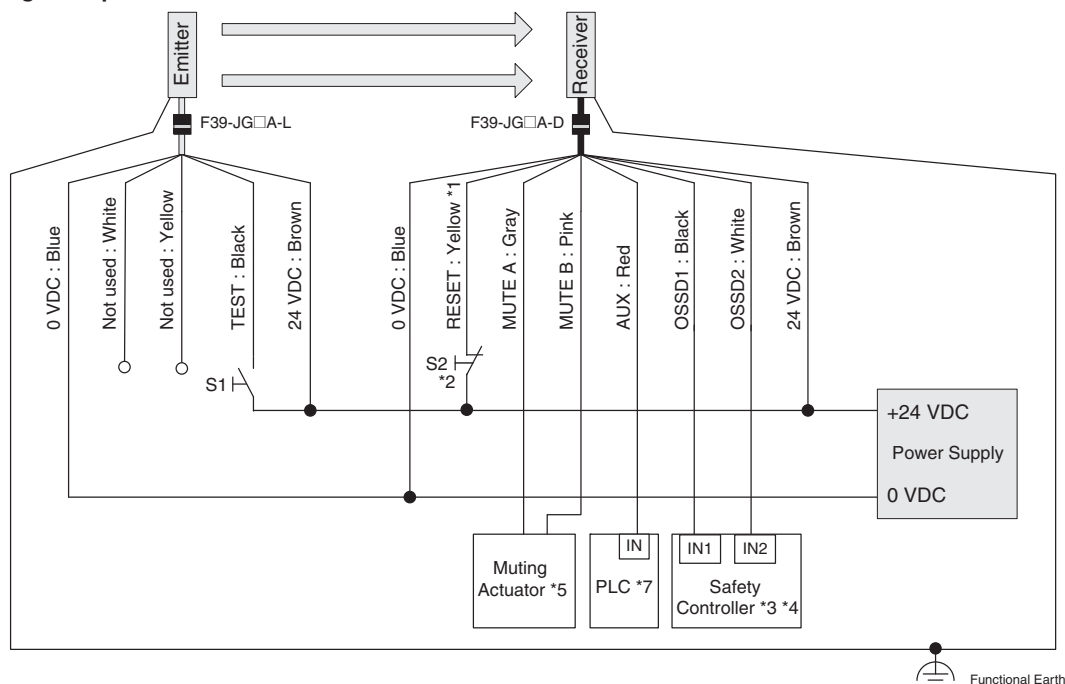 Emitter
Receiver
F39-JG□A-L
F39-JG□A-D
0 VDC : Blue
Not used : White
Not used : Yellow
TEST : Black
24 VDC : Brown
0 VDC : Blue
RESET : Yellow *1
MUTE A : Gray
MUTE B : Pink
AUX : Red
OSSD1 : Black
OSSD2 : White
24 VDC : Brown
S1
S2
*2
+24 VDC
Power Supply
0 VDC
IN
IN1
IN2
Muting
Actuator *5
PLC *7
Safety
Controller *3 *4
Functional Earth